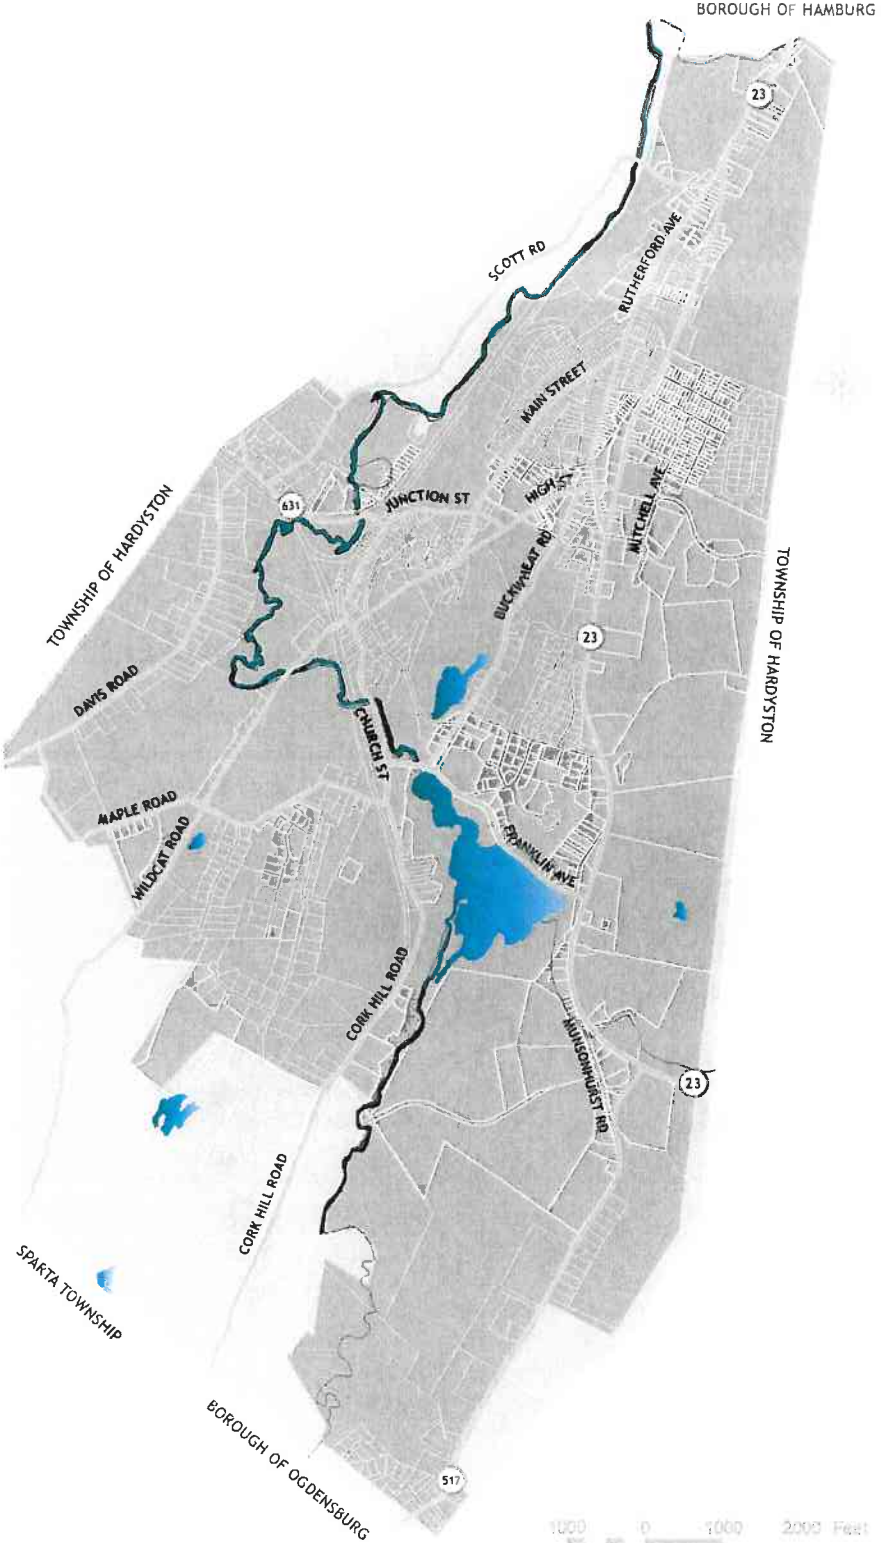 BOROUGH OF HAMBURG
23
RUTHERFORD AVE
SCOTT RD
MAIN STREET
HIGH ST
JUNCTION ST
631
MITCHELL AVE
TOWNSHIP OF HARDYSTON
BUCKWHEAT RD
TOWNSHIP OF HARDYSTON
23
DAVIS ROAD
CHURCH ST
MAPLE ROAD
WILDCAT ROAD
FRANKLIN AVE
CORK HILL ROAD
MUNSONHURST RD
23
CORK HILL ROAD
SPARTA TOWNSHIP
BOROUGH OF OGDENSBURG
517
1000 0 1000 2000 Feet